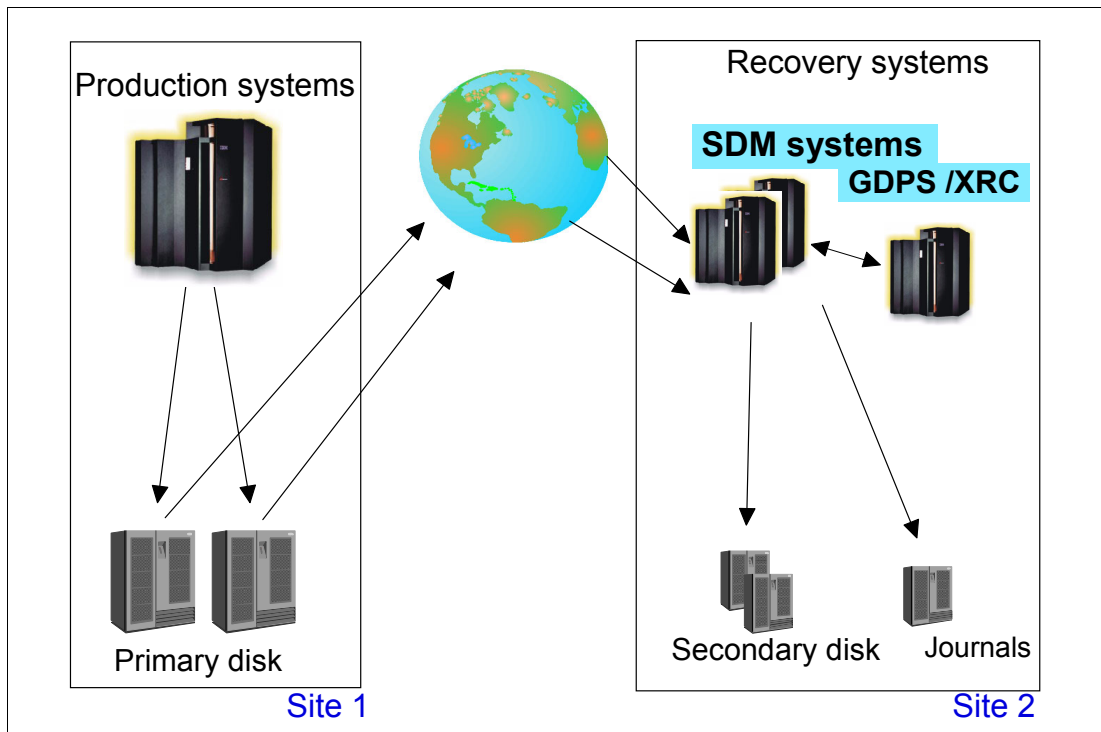 Production systems
Recovery systems
SDM systems
GDPS /XRC
Primary disk
Secondary disk
Journals
Site 1
Site 2